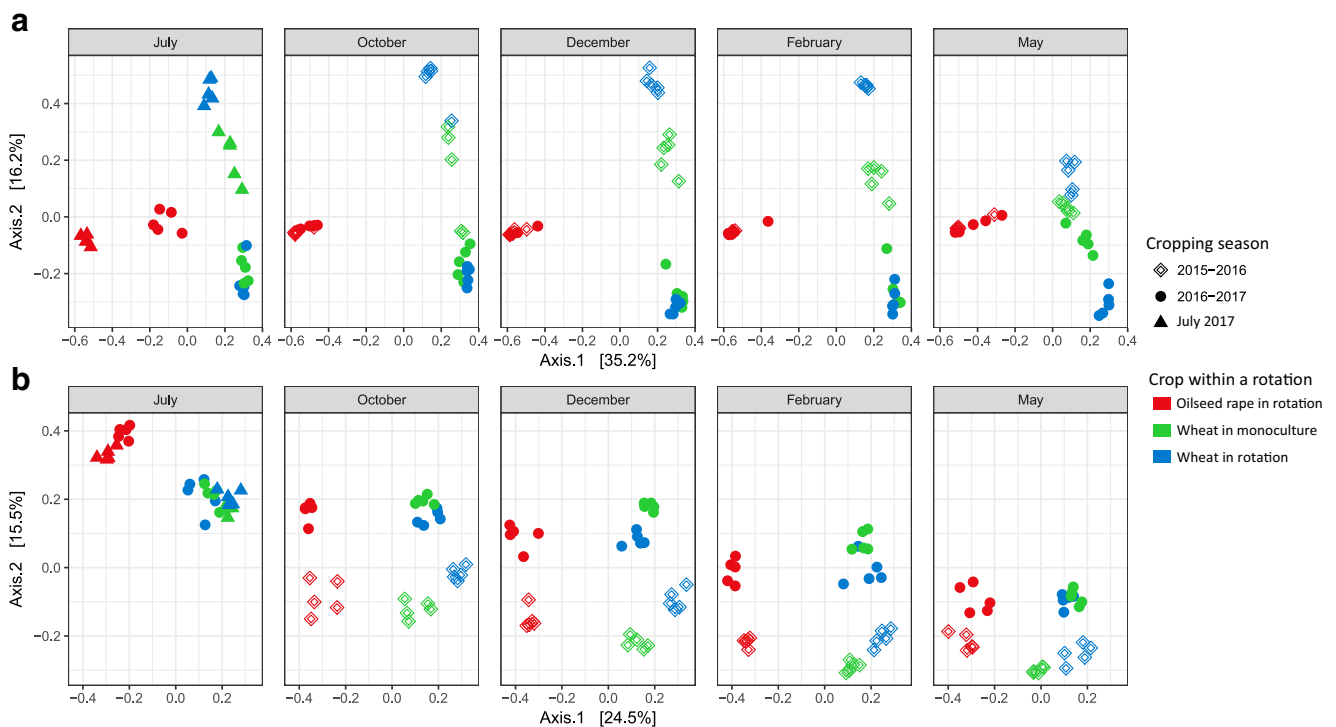 a
July October December February May
Axis.2 [16.2%]
0.4
0.2
0.0
−0.2
−0.6 −0.4 −0.2 0.0 0.2 0.4 −0.6 −0.4 −0.2 0.0 0.2 0.4 −0.6 −0.4 −0.2 0.0 0.2 0.4 −0.6 −0.4 −0.2 0.0 0.2 0.4 −0.6 −0.4 −0.2 0.0 0.2 0.4
Axis.1 [35.2%]
Cropping season
2015−2016
2016−2017
July 2017
b
July October December February May
Axis.2 [15.5%]
0.4
0.2
0.0
−0.2
−0.4 −0.2 0.0 0.2 −0.4 −0.2 0.0 0.2 −0.4 −0.2 0.0 0.2 −0.4 −0.2 0.0 0.2 −0.4 −0.2 0.0 0.2
Axis.1 [24.5%]
Crop within a rotation
Oilseed rape in rotation
Wheat in monoculture
Wheat in rotation